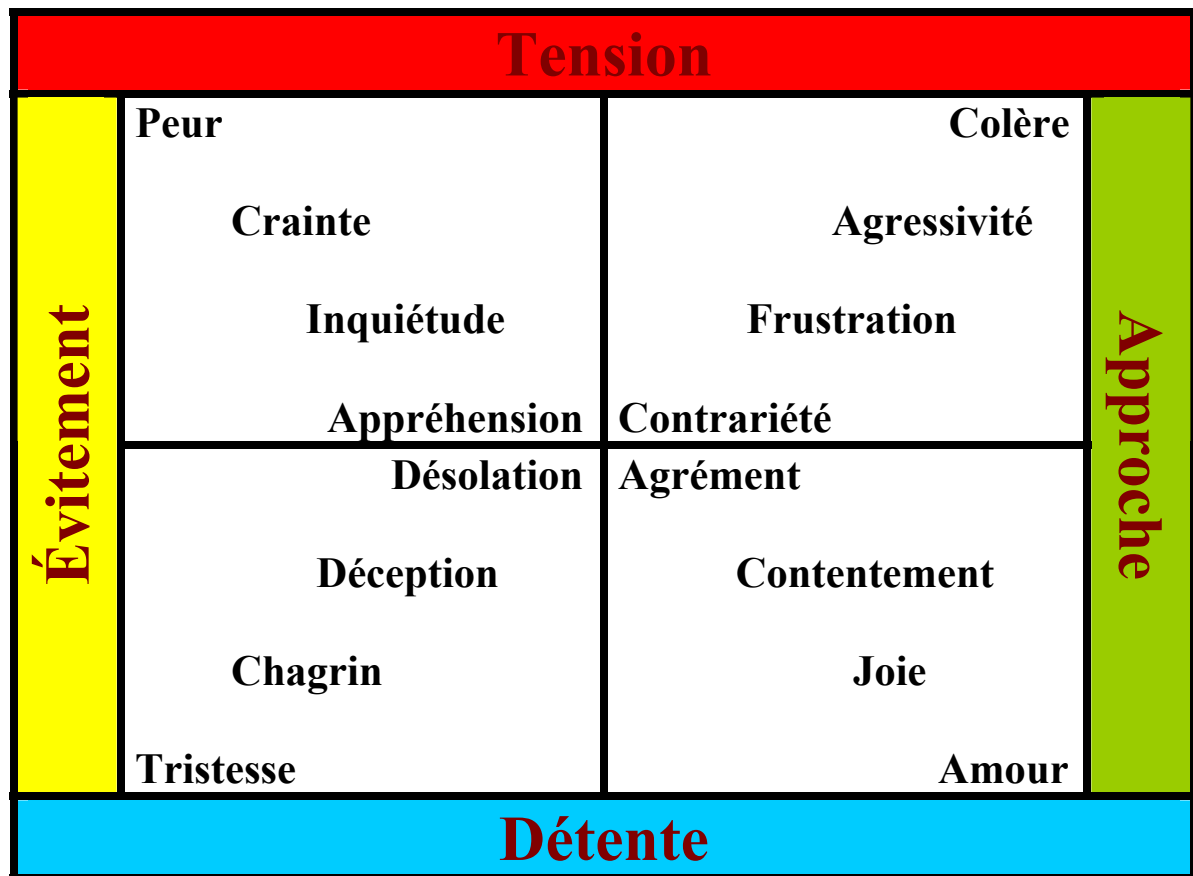 Tension
Évitement
Peur
Crainte
Inquiétude
Appréhension
Colère
Agressivité
Frustration
Contrariété
Désolation
Déception
Chagrin
Tristesse
Agrément
Contentement
Joie
Amour
Approche
Détente